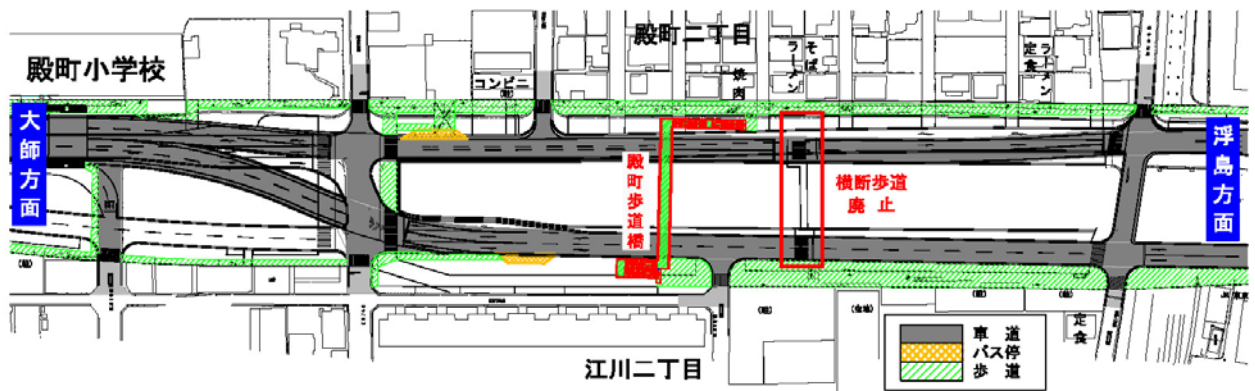 殿町小学校
殿町二丁目
コンビニ
焼肉
ラーメン
そば
定食
ラーメン
大師方面
浮島方面
殿町歩道橋
横断歩道
廃止
江川二丁目
定食
車道
バス停
歩道